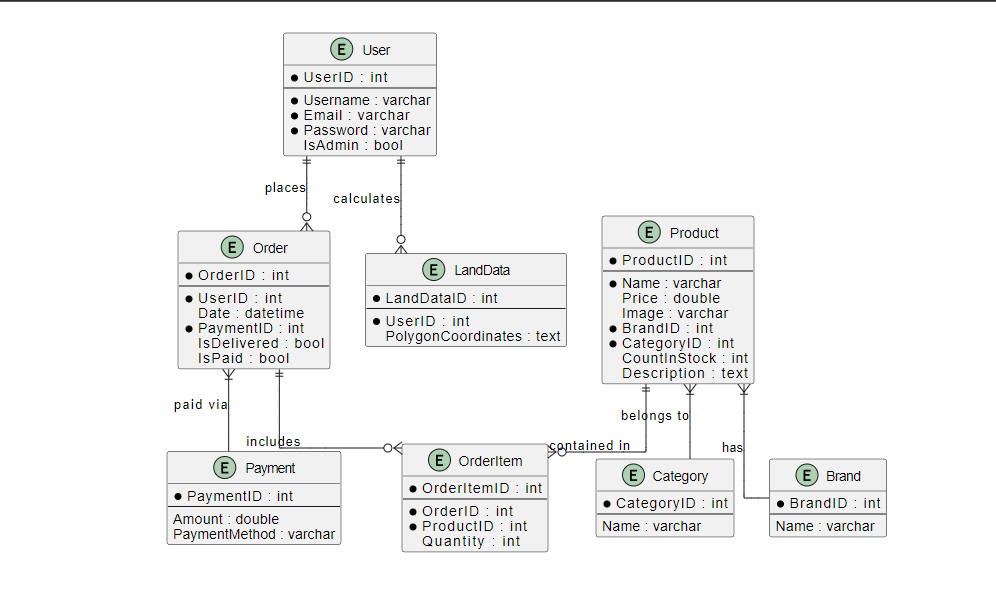 E User
UserID : int
Username : varchar
Email : varchar
Password : varchar
IsAdmin : bool
places
calculates
E Order
OrderID : int
UserID : int
Date : datetime
PaymentID : int
IsDelivered : bool
IsPaid : bool
E LandData
LandDataID : int
UserID : int
PolygonCoordinates : text
E Product
ProductID : int
Name : varchar
Price : double
Image : varchar
BrandID : int
CategoryID : int
CountInStock : int
Description : text
paid via
includes
contained in
belongs to
has
E Payment
PaymentID : int
Amount : double
PaymentMethod : varchar
E OrderItem
OrderItemID : int
OrderID : int
ProductID : int
Quantity : int
E Category
CategoryID : int
Name : varchar
E Brand
BrandID : int
Name : varchar